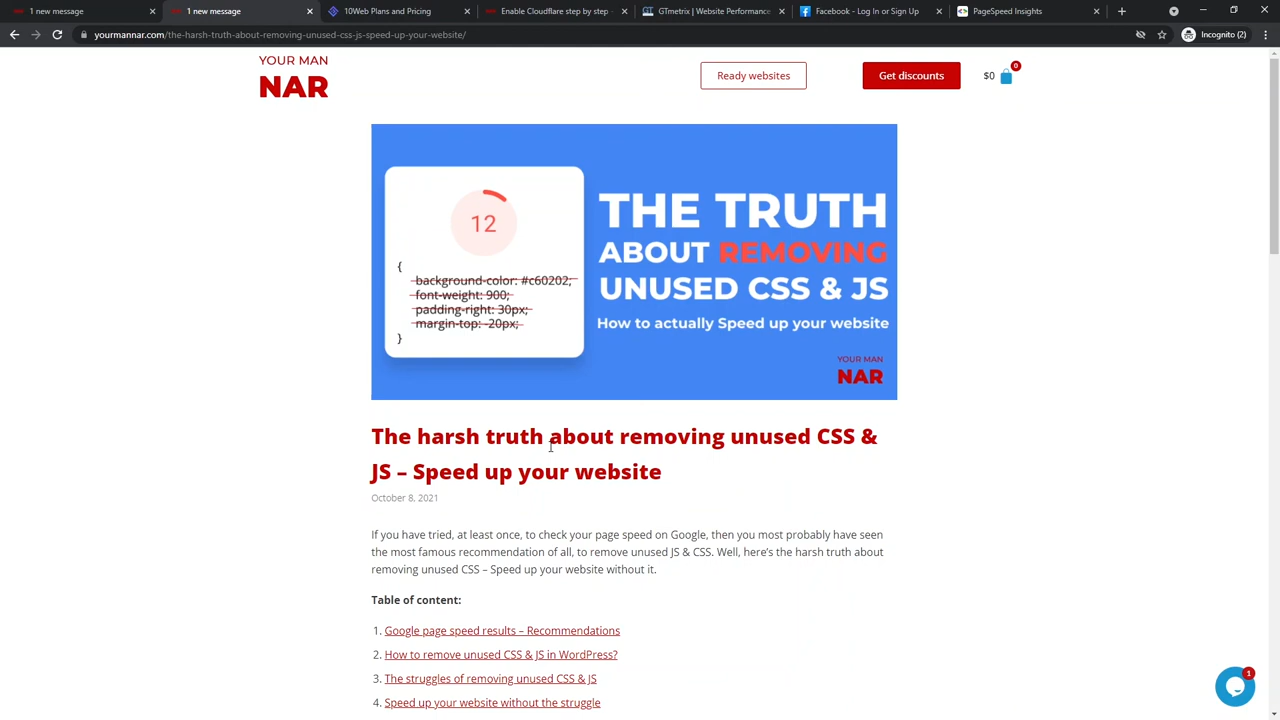 1 new message
1 new message
10Web Plans and Pricing
Enable Cloudflare step by step
GTmetrix | Website Performance
Facebook – Log In or Sign Up
PageSpeed Insights
yourmannar.com/the-harsh-truth-about-removing-unused-css-js-speed-up-your-website/
Incognito (2)
YOUR MAN
NAR
Ready websites
Get discounts
$0
0
12
{
background-color: #c60202;
font-weight: 900;
padding-right: 30px;
margin-top: -20px;
}
THE TRUTH
ABOUT REMOVING
UNUSED CSS & JS
How to actually Speed up your website
YOUR MAN
NAR
The harsh truth about removing unused CSS &
JS – Speed up your website
October 8, 2021
If you have tried, at least once, to check your page speed on Google, then you most probably have seen
the most famous recommendation of all, to remove unused JS & CSS. Well, here's the harsh truth about
removing unused CSS – Speed up your website without it.
Table of content:
1. Google page speed results – Recommendations
2. How to remove unused CSS & JS in WordPress?
3. The struggles of removing unused CSS & JS
4. Speed up your website without the struggle
1